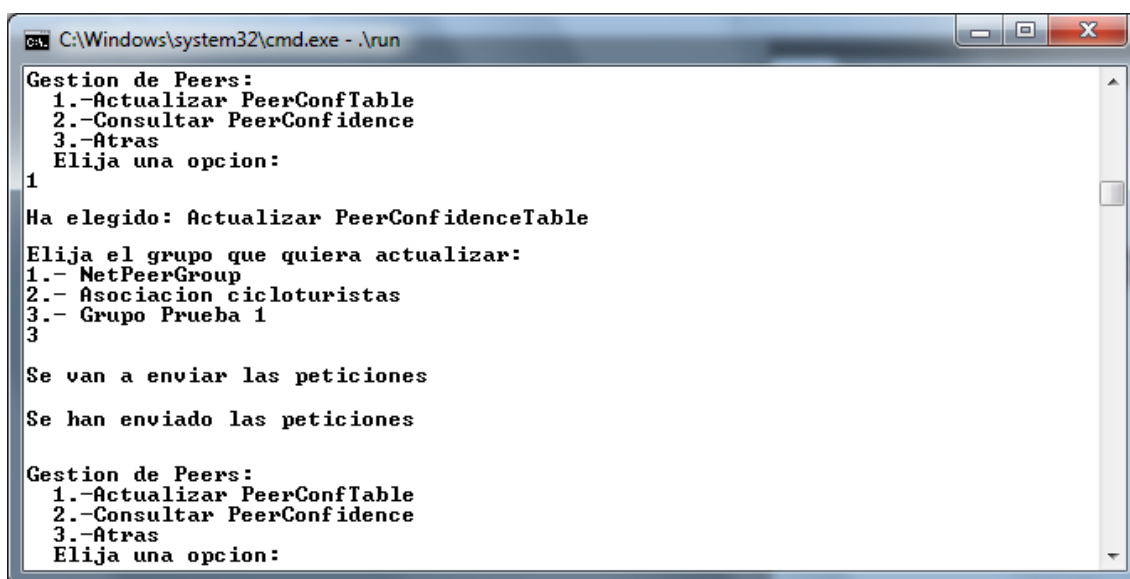 C:\Windows\system32\cmd.exe - .\run
Gestion de Peers:
1.-Actualizar PeerConfTable
2.-Consultar PeerConfidence
3.-Atras
Elija una opcion:
1
Ha elegido: Actualizar PeerConfidenceTable
Elija el grupo que quiera actualizar:
1.- NetPeerGroup
2.- Asociacion cicloturistas
3.- Grupo Prueba 1
3
Se van a enviar las peticiones
Se han enviado las peticiones
Gestion de Peers:
1.-Actualizar PeerConfTable
2.-Consultar PeerConfidence
3.-Atras
Elija una opcion: